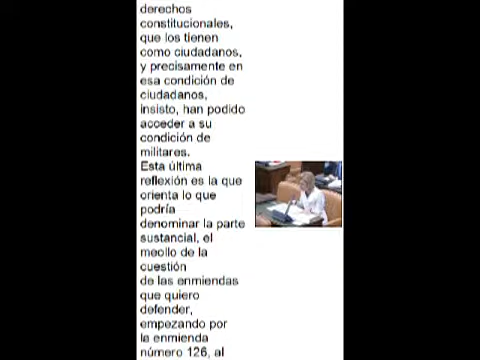 derechos
constitucionales,
que los tienen
como ciudadanos,
y precisamente en
esa condición de
ciudadanos,
insisto, han podido
acceder a su
condición de
militares.
Esta última
reflexión es la que
orienta lo que
podría
denominar la parte
sustancial, el
meollo de la
cuestión
de las enmiendas
que quiero
defender,
empezando por
la enmienda
número 126, al